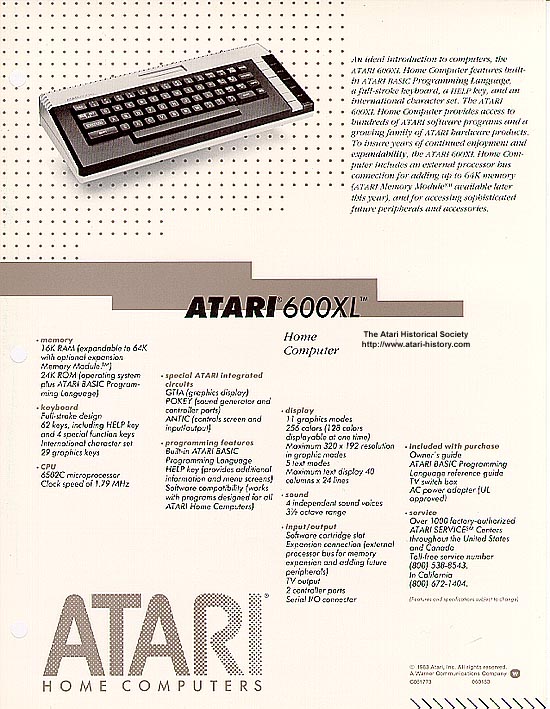 An ideal introduction to computers, the
ATARI 600XL Home Computer features built-
in ATARI BASIC Programming Language,
a full-stroke keyboard, a HELP key, and an
international character set. The ATARI
600XL Home Computer provides access to
hundreds of ATARI software programs and a
growing family of ATARI hardware products.
To insure years of continued enjoyment and
expandability, the ATARI 600XL Home Com-
puter includes an external processor bus
connection for adding up to 64K memory
(ATARI Memory Module™ available later
this year), and for accessing sophisticated
future peripherals and accessories.
ATARI® 600XL™
Home
Computer
The Atari Historical Society
http://www.atari-history.com
• memory
16K RAM (expandable to 64K
with optional expansion
Memory Module.™)
24K ROM (operating system
plus ATARI BASIC Program-
ming Language)
• keyboard
Full-stroke design
62 keys, including HELP key
and 4 special function keys
International character set
29 graphics keys
• CPU
6502C microprocessor
Clock speed of 1.79 MHz
• special ATARI integrated
circuits
GTIA (graphics display)
POKEY (sound generator and
controller ports)
ANTIC (controls screen and
input/output)
• programming features
Built-in ATARI BASIC
Programming Language
HELP key (provides additional
information and menu screens)
Software compatibility (works
with programs designed for all
ATARI Home Computers)
• display
11 graphics modes
256 colors (128 colors
displayable at one time)
Maximum 320 x 192 resolution
in graphic modes
5 text modes
Maximum text display 40
columns x 24 lines
• sound
4 independent sound voices
3½ octave range
• input/output
Software cartridge slot
Expansion connection (external
processor bus for memory
expansion and adding future
peripherals)
TV output
2 controller ports
Serial I/O connector
• included with purchase
Owner's guide
ATARI BASIC Programming
Language reference guide
TV switch box
AC power adapter (UL
approved)
• service
Over 1000 factory-authorized
ATARI SERVICE℠ Centers
throughout the United States
and Canada
Toll-free service number
(800) 538-8543.
In California
(800) 672-1404.
(Features and specifications subject to change)
ATARI®
HOME COMPUTERS
© 1983 Atari, Inc. All rights reserved.
A Warner Communications Company
C051773